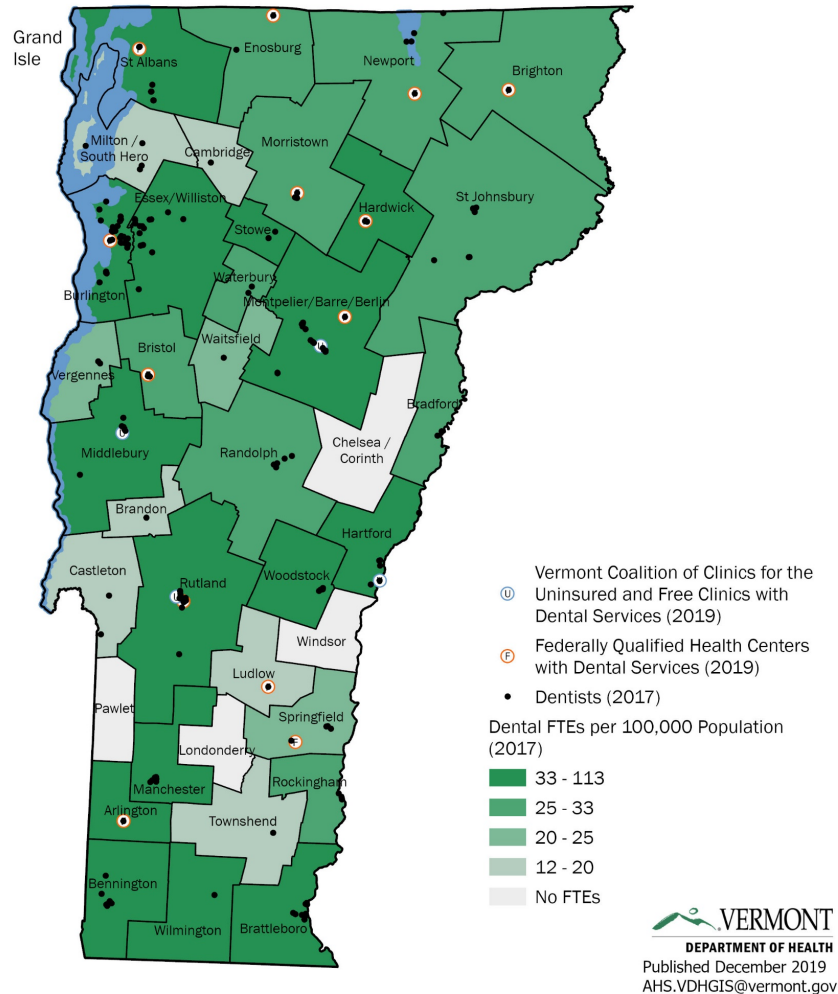 Grand
Isle
St Albans
Enosburg
Newport
Brighton
Milton /
South Hero
Cambridge
Morristown
Essex/Williston
Hardwick
St Johnsbury
Stowe
Waterbury
Burlington
Montpelier/Barre/Berlin
U
Vergennes
Bristol
Waitsfield
Bradford
U
Middlebury
Randolph
Chelsea /
Corinth
Brandon
Hartford
Castleton
Rutland
U
Woodstock
Windsor
Ludlow
Pawlet
Springfield
F
Londonderry
Manchester
Rockingham
Arlington
Townshend
Bennington
Wilmington
Brattleboro
U Vermont Coalition of Clinics for the
Uninsured and Free Clinics with
Dental Services (2019)
F Federally Qualified Health Centers
with Dental Services (2019)
Dentists (2017)
Dental FTEs per 100,000 Population
(2017)
33 - 113
25 - 33
20 - 25
12 - 20
No FTEs
VERMONT
DEPARTMENT OF HEALTH
Published December 2019
AHS.VDHGIS@vermont.gov